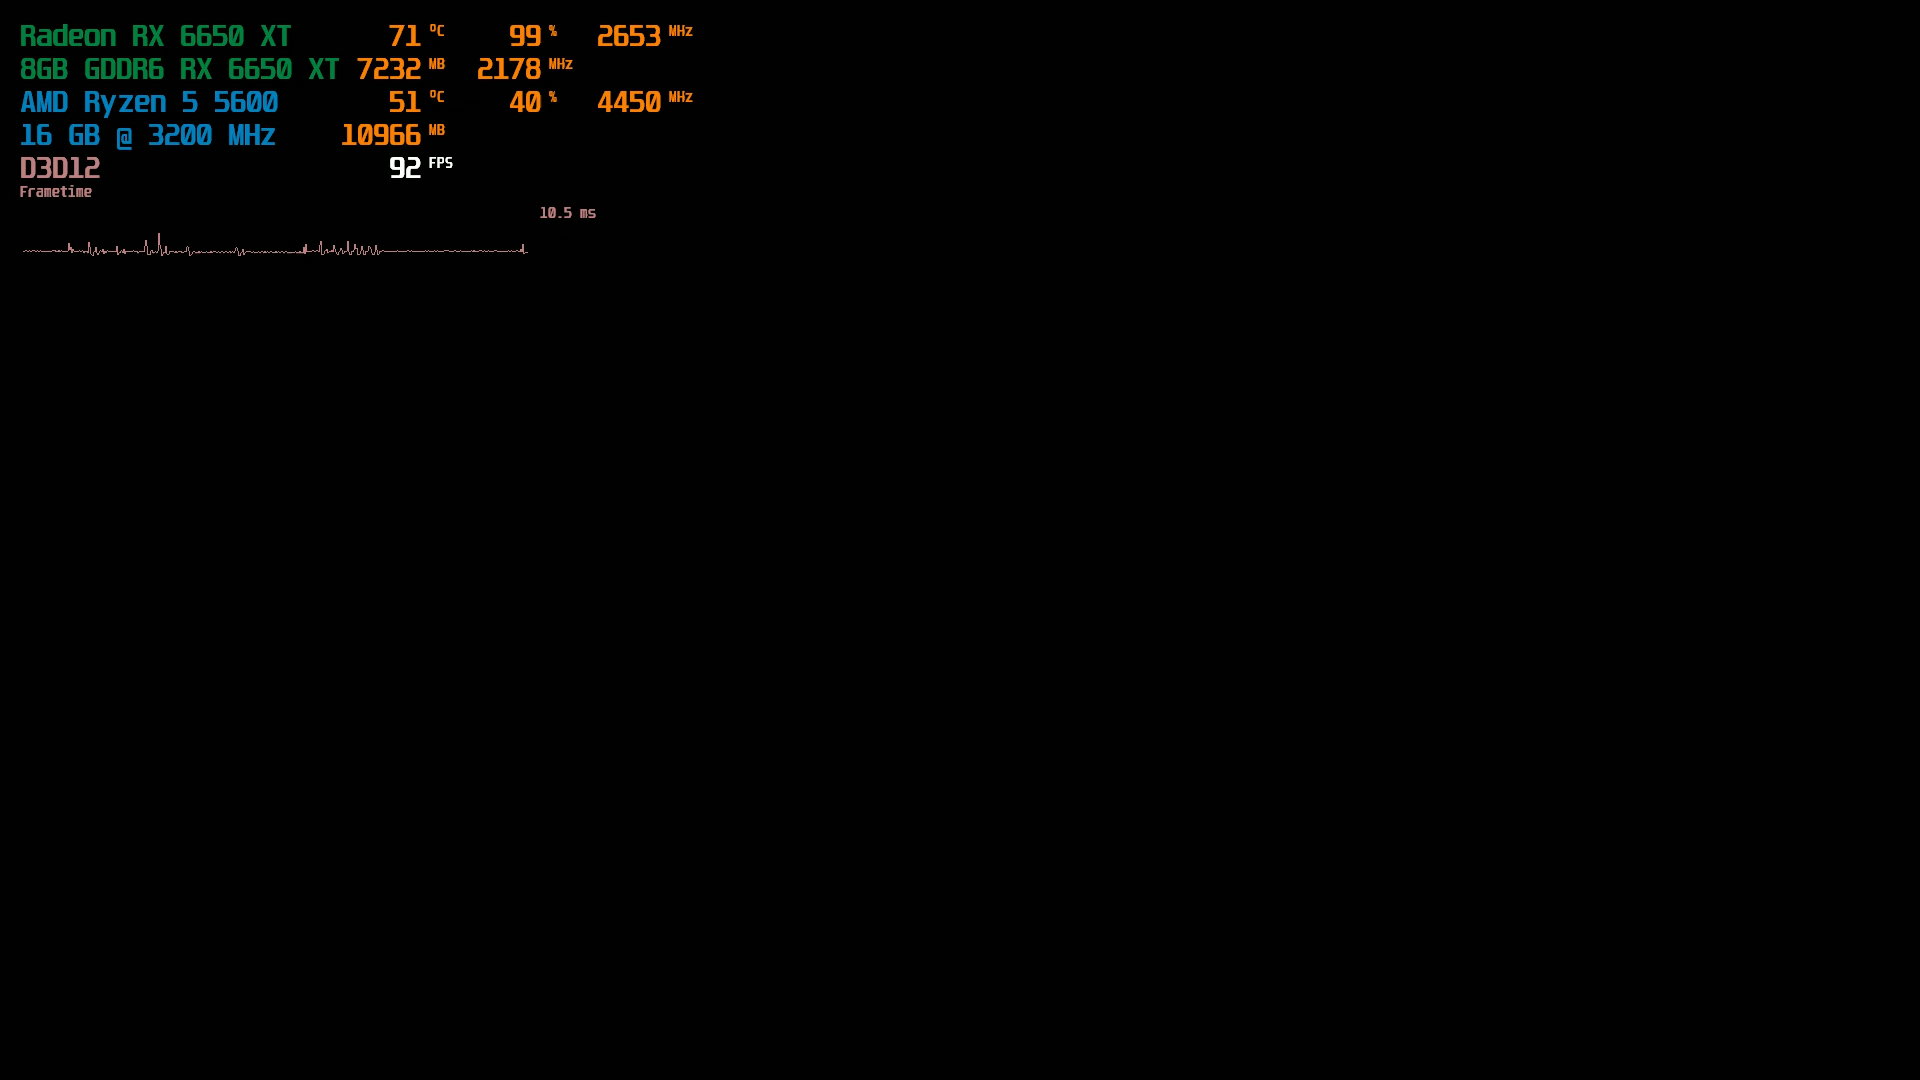 Radeon RX 6650 XT 71 °C 99 % 2653 MHz
8GB GDDR6 RX 6650 XT 7232 MB 2178 MHz
AMD Ryzen 5 5600 51 °C 40 % 4450 MHz
16 GB @ 3200 MHz 10966 MB
D3D12 92 FPS
Frametime
10.5 ms